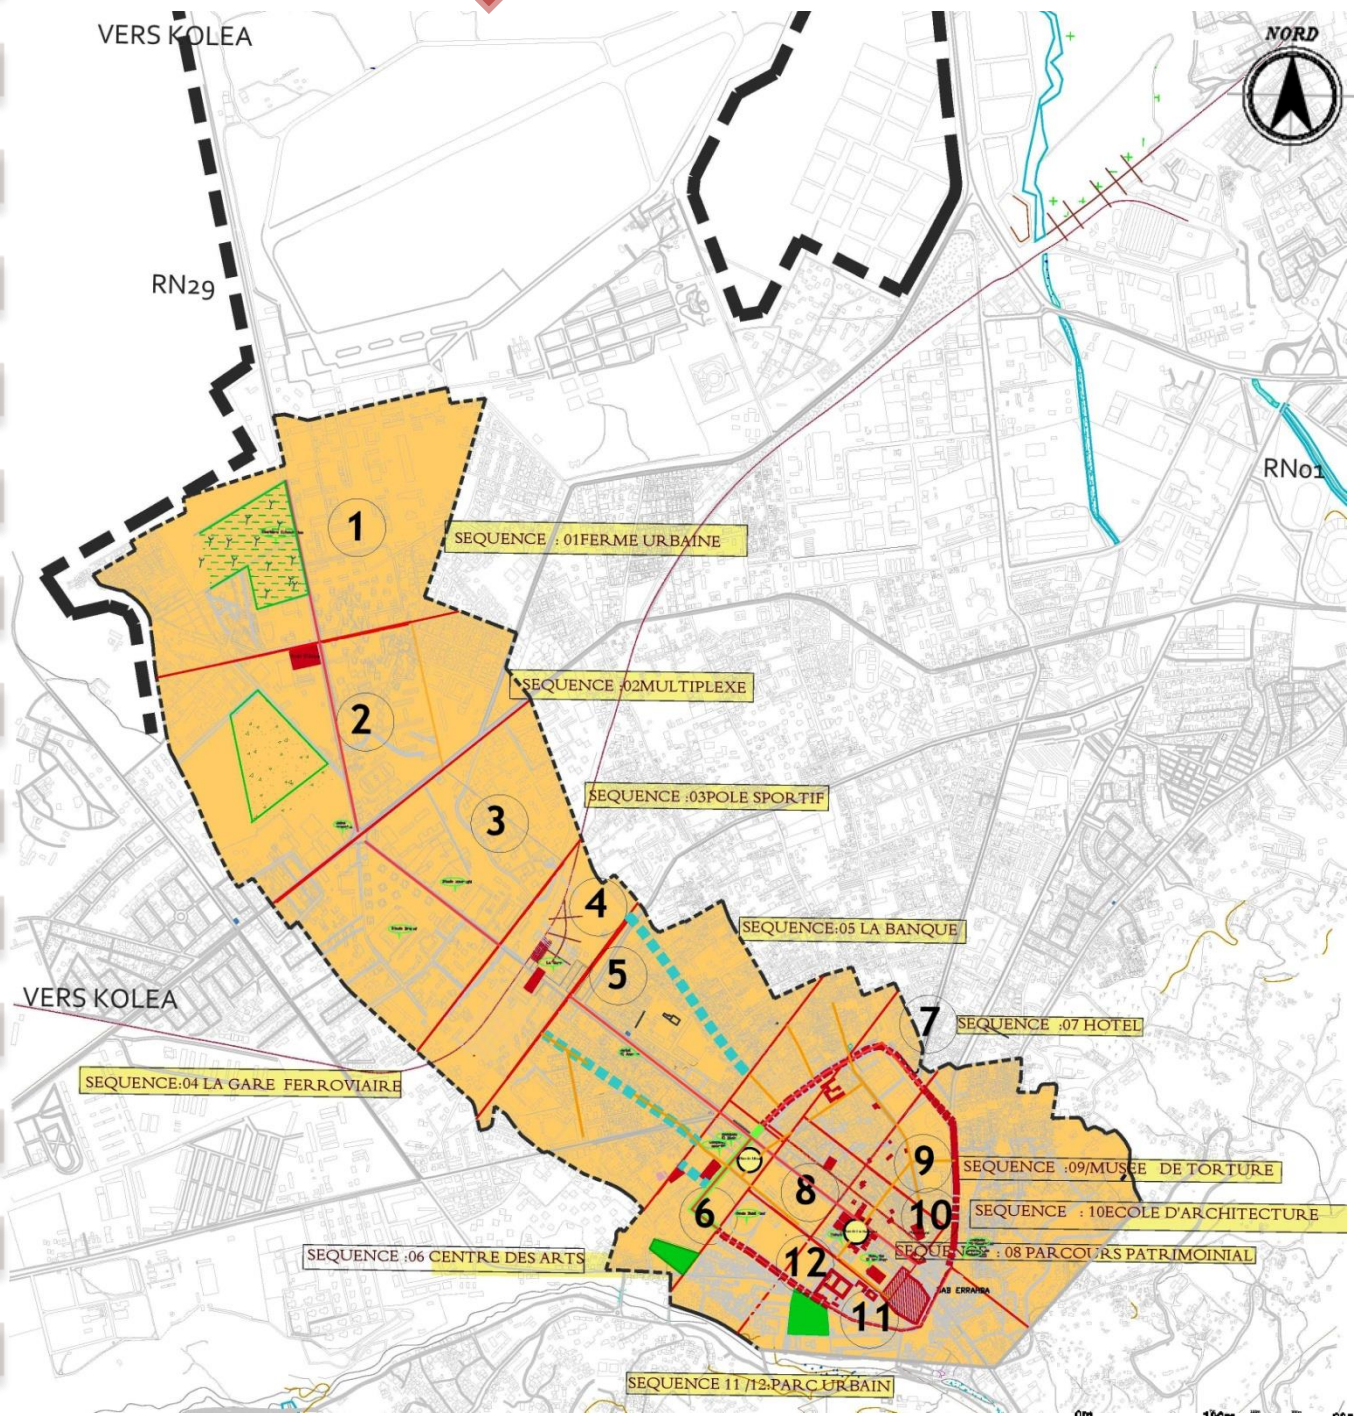 VERS KOLEA
NORD
RN29
RN01
1
SEQUENCE : 01FERME URBAINE
SEQUENCE :02MULTIPLEXE
2
SEQUENCE :03POLE SPORTIF
3
4
SEQUENCE:05 LA BANQUE
5
VERS KOLEA
7
SEQUENCE :07 HOTEL
SEQUENCE:04 LA GARE FERROVIAIRE
9
SEQUENCE :09/MUSEE DE TORTURE
8
6
10
SEQUENCE : 10ECOLE D'ARCHITECTURE
SEQUENCE :06 CENTRE DES ARTS
SEQUENCE : 08 PARCOURS PATRIMOINIAL
12
BAB ERRAHBA
11
SEQUENCE 11 /12:PARC URBAIN
0m